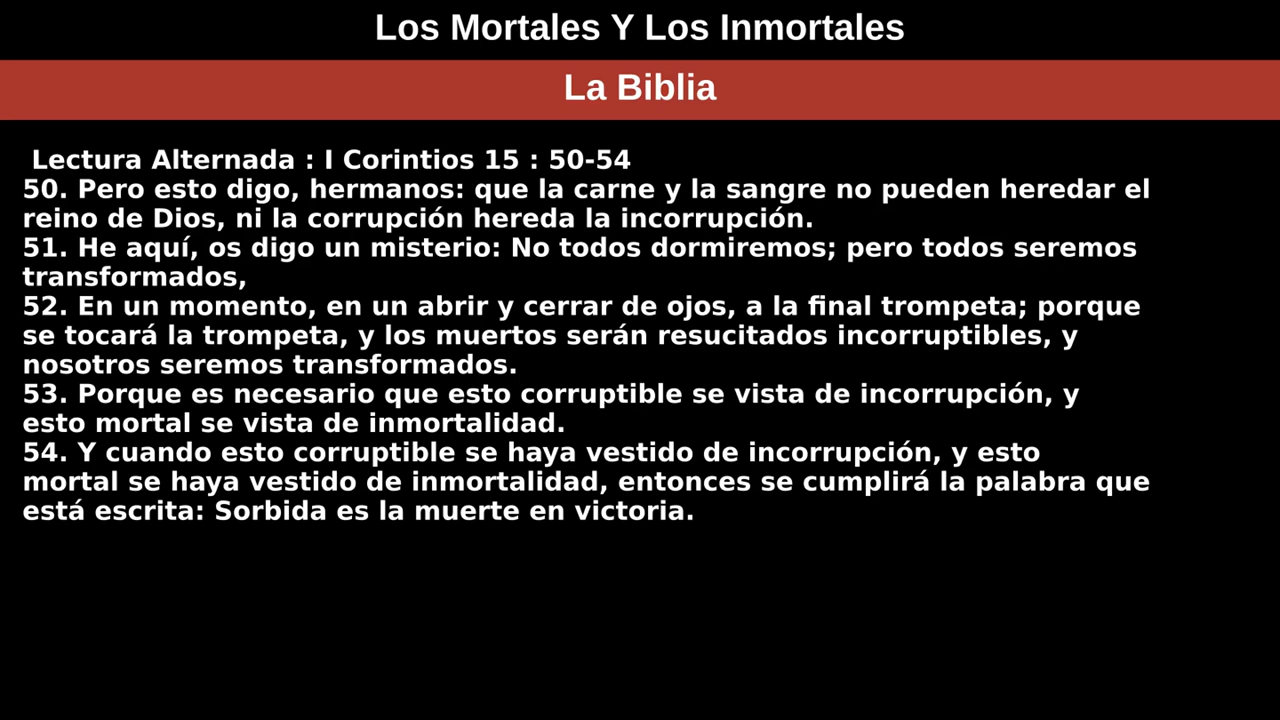 Los Mortales Y Los Inmortales
La Biblia
Lectura Alternada : I Corintios 15 : 50-54
50. Pero esto digo, hermanos: que la carne y la sangre no pueden heredar el
reino de Dios, ni la corrupción hereda la incorrupción.
51. He aquí, os digo un misterio: No todos dormiremos; pero todos seremos
transformados,
52. En un momento, en un abrir y cerrar de ojos, a la final trompeta; porque
se tocará la trompeta, y los muertos serán resucitados incorruptibles, y
nosotros seremos transformados.
53. Porque es necesario que esto corruptible se vista de incorrupción, y
esto mortal se vista de inmortalidad.
54. Y cuando esto corruptible se haya vestido de incorrupción, y esto
mortal se haya vestido de inmortalidad, entonces se cumplirá la palabra que
está escrita: Sorbida es la muerte en victoria.